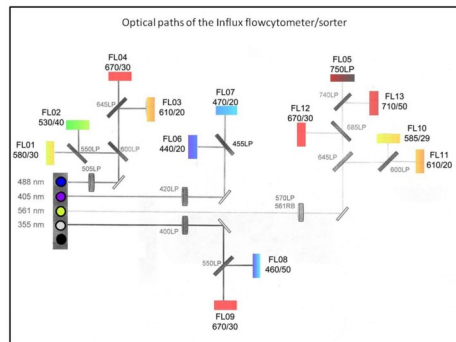 Optical paths of the Influx flowcytometer/sorter
FL04
670/30
FL05
750LP
FL02
530/40
645LP
FL03
610/20
FL07
470/20
740LP
FL13
710/50
FL01
580/30
550LP
600LP
FL06
440/20
455LP
FL12
670/30
685LP
FL10
585/29
505LP
645LP
FL11
610/20
600LP
488 nm
405 nm
420LP
561 nm
570LP
561RB
355 nm
400LP
550LP
FL08
460/50
FL09
670/30